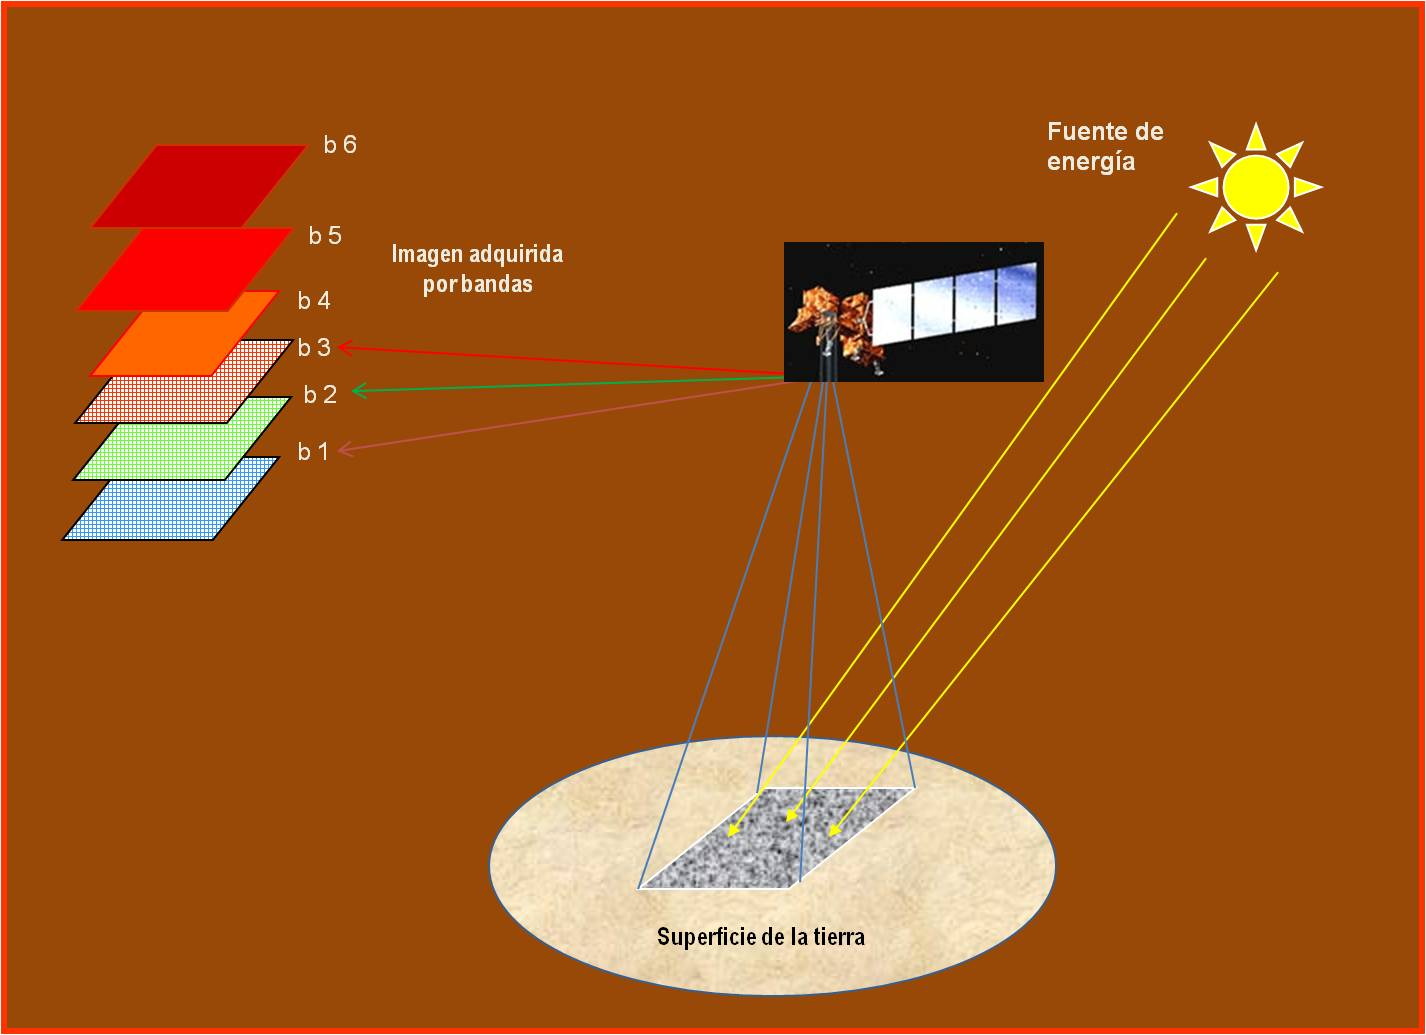 b 6
Fuente de
energía
b 5
Imagen adquirida
por bandas
b 4
b 3
b 2
b 1
Superficie de la tierra